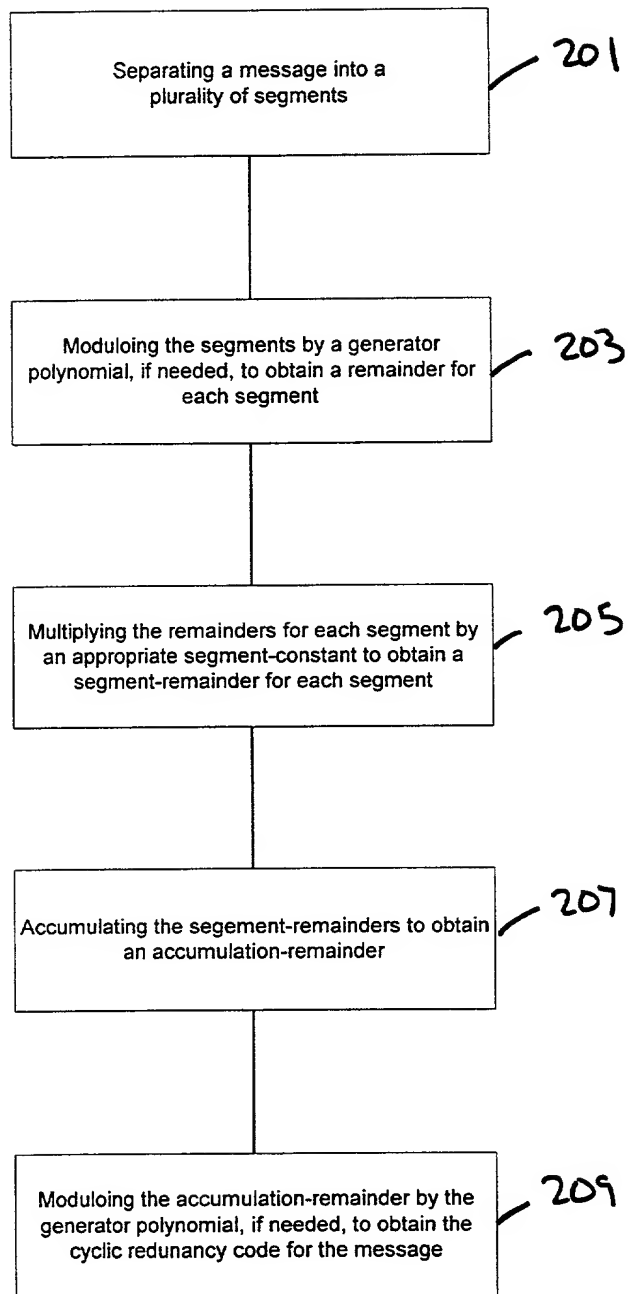 Separating a message into a
plurality of segments
201
Moduloing the segments by a generator
polynomial, if needed, to obtain a remainder for
each segment
203
Multiplying the remainders for each segment by
an appropriate segment-constant to obtain a
segment-remainder for each segment
205
Accumulating the segement-remainders to obtain
an accumulation-remainder
207
Moduloing the accumulation-remainder by the
generator polynomial, if needed, to obtain the
cyclic redunancy code for the message
209